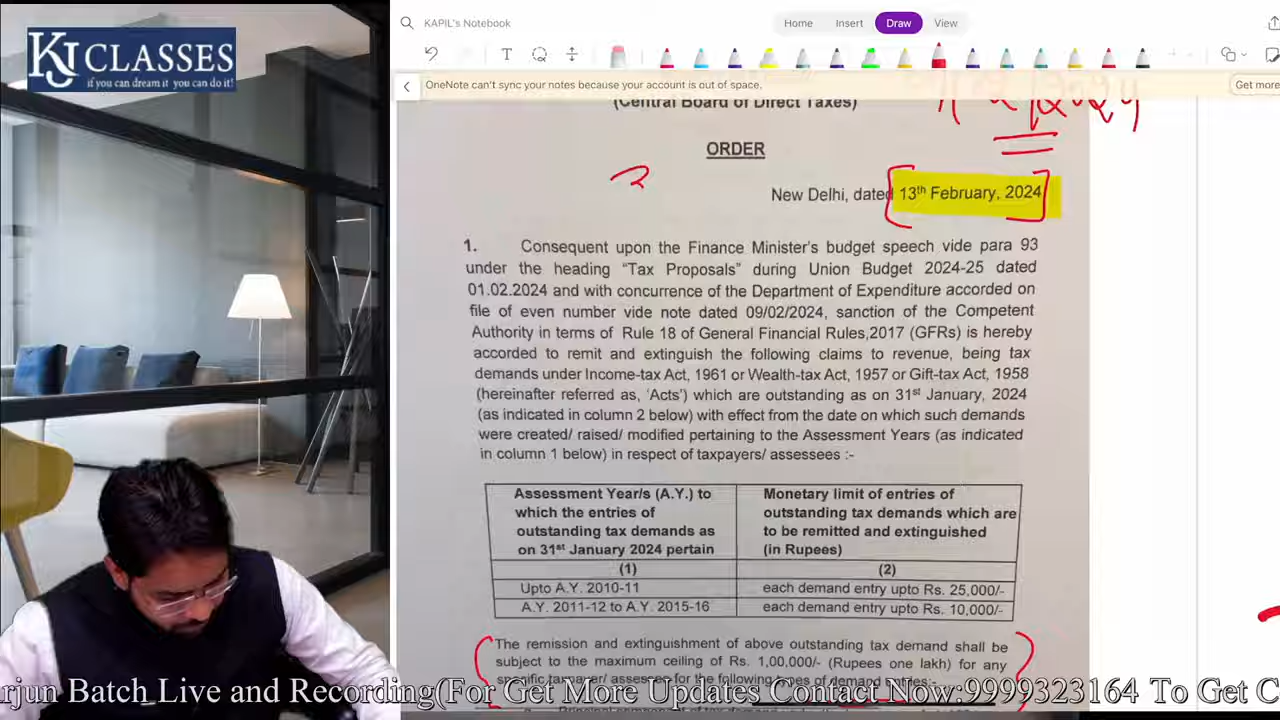 KJ CLASSES
if you can dream it you can do it!
KAPIL's Notebook
Home Insert Draw View
OneNote can't sync your notes because your account is out of space.
Get more
(Central Board of Direct Taxes)
ORDER
New Delhi, dated 13th February, 2024
1. Consequent upon the Finance Minister's budget speech vide para 93
under the heading "Tax Proposals" during Union Budget 2024-25 dated
01.02.2024 and with concurrence of the Department of Expenditure accorded on
file of even number vide note dated 09/02/2024, sanction of the Competent
Authority in terms of Rule 18 of General Financial Rules,2017 (GFRs) is hereby
accorded to remit and extinguish the following claims to revenue, being tax
demands under Income-tax Act, 1961 or Wealth-tax Act, 1957 or Gift-tax Act, 1958
(hereinafter referred as, 'Acts') which are outstanding as on 31st January, 2024
(as indicated in column 2 below) with effect from the date on which such demands
were created/ raised/ modified pertaining to the Assessment Years (as indicated
in column 1 below) in respect of taxpayers/ assessees :-
Assessment Year/s (A.Y.) to
which the entries of
outstanding tax demands as
on 31st January 2024 pertain
Monetary limit of entries of
outstanding tax demands which are
to be remitted and extinguished
(in Rupees)
(1) (2)
Upto A.Y. 2010-11 each demand entry upto Rs. 25,000/-
A.Y. 2011-12 to A.Y. 2015-16 each demand entry upto Rs. 10,000/-
The remission and extinguishment of above outstanding tax demand shall be
subject to the maximum ceiling of Rs. 1,00,000/- (Rupees one lakh) for any
specific taxpayer/ assessee for the following types of demand entries:-
rjun Batch Live and Recording(For Get More Updates Contact Now:9999323164 To Get C